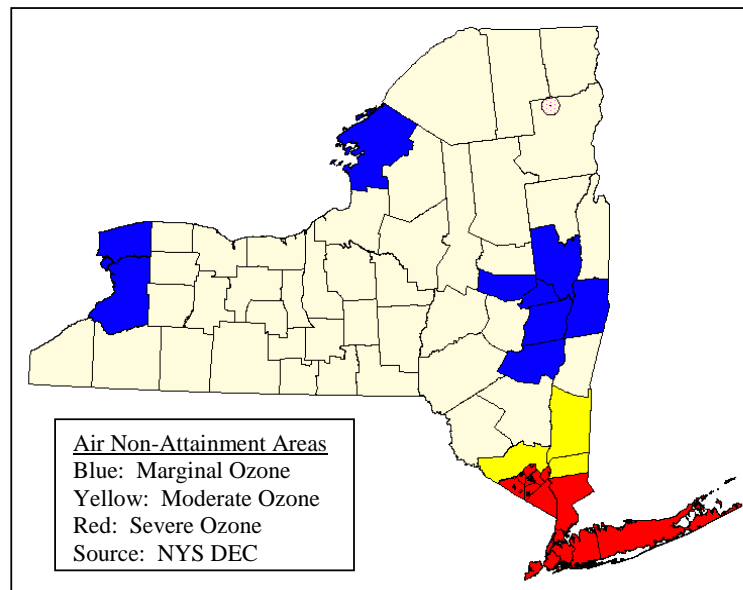 Air Non-Attainment Areas
Blue:  Marginal Ozone
Yellow:  Moderate Ozone
Red:  Severe Ozone
Source:  NYS DEC